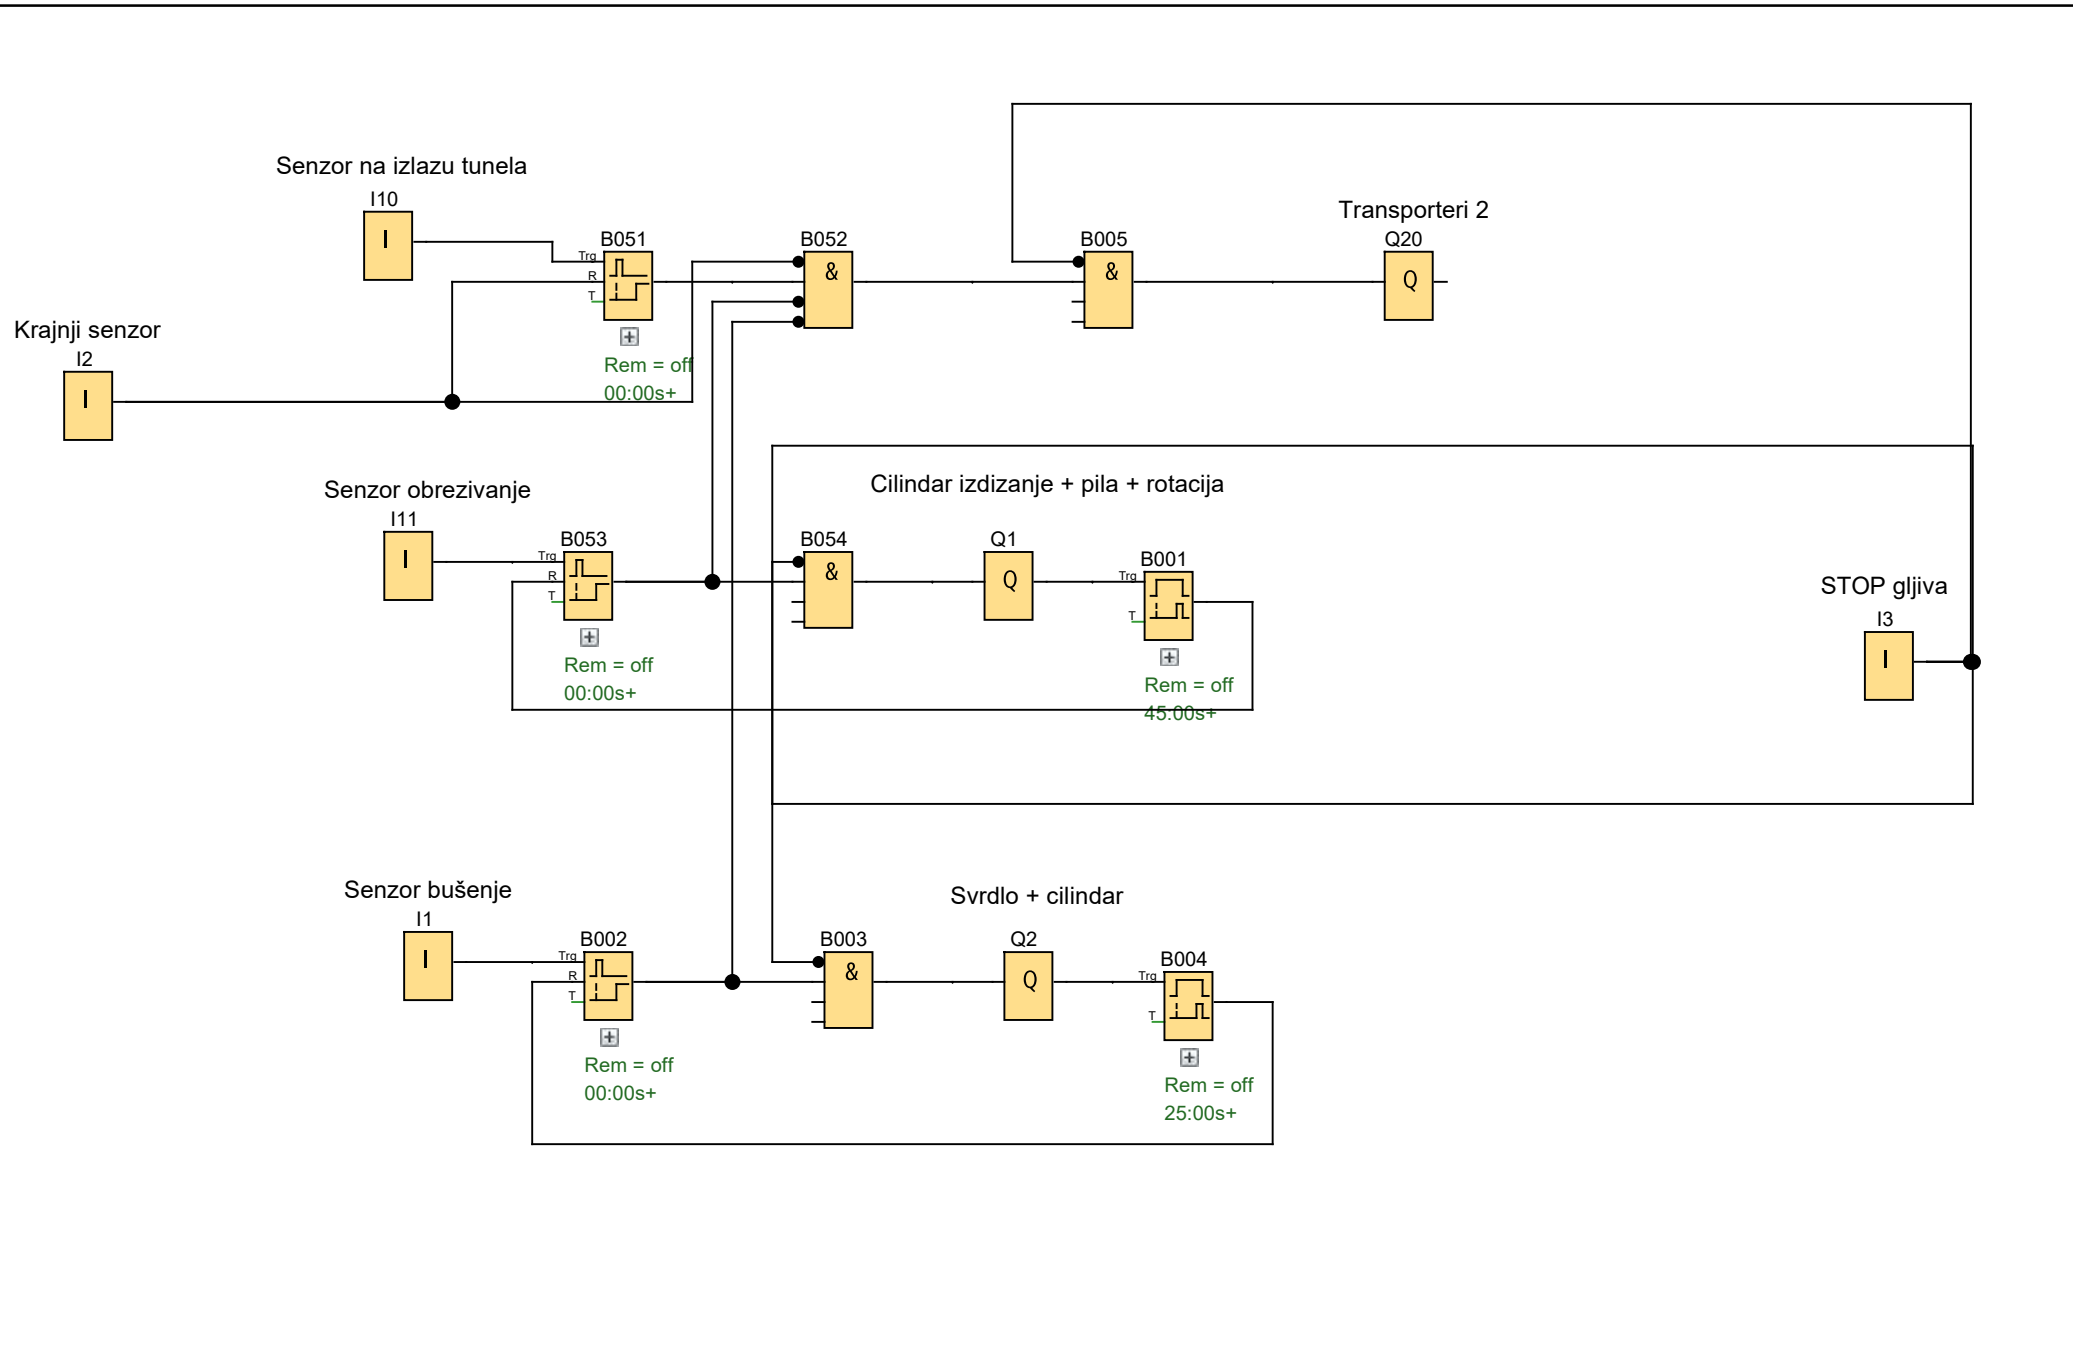 Senzor na izlazu tunela
I10
I
Trg
R
T
B051
Rem = off
00:00s+
B052
&
B005
&
Transporteri 2
Q20
Q
Krajnji senzor
I2
I
Senzor obrezivanje
I11
I
Trg
R
T
B053
Rem = off
00:00s+
B054
&
Cilindar izdizanje + pila + rotacija
Q1
Q
Trg
T
B001
Rem = off
45:00s+
STOP gljiva
I3
I
Senzor bušenje
I1
I
Trg
R
T
B002
Rem = off
00:00s+
B003
&
Svrdlo + cilindar
Q2
Q
Trg
T
B004
Rem = off
25:00s+